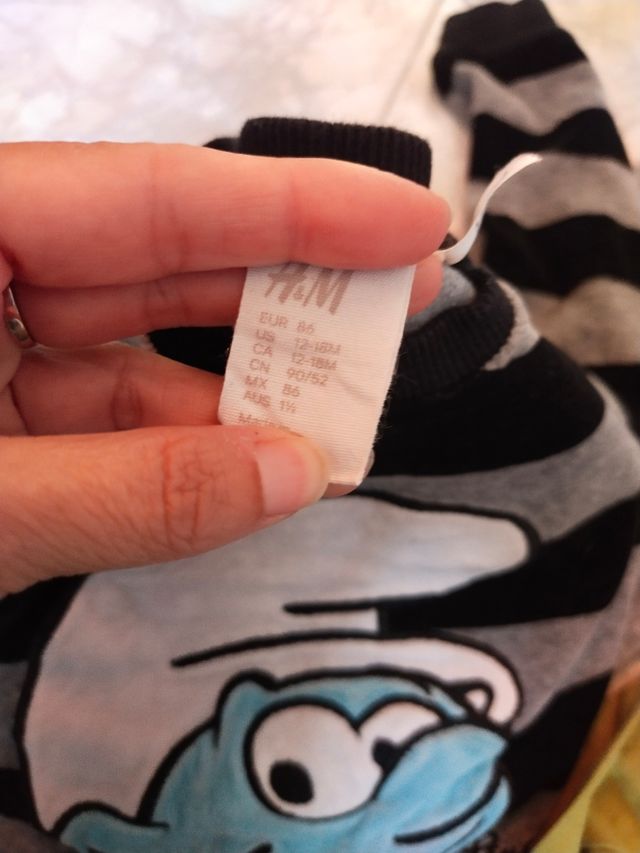 H&M
EUR 86
US 12-18M
CA 12-18M
CN 90/52
MX 86
AUS 1½